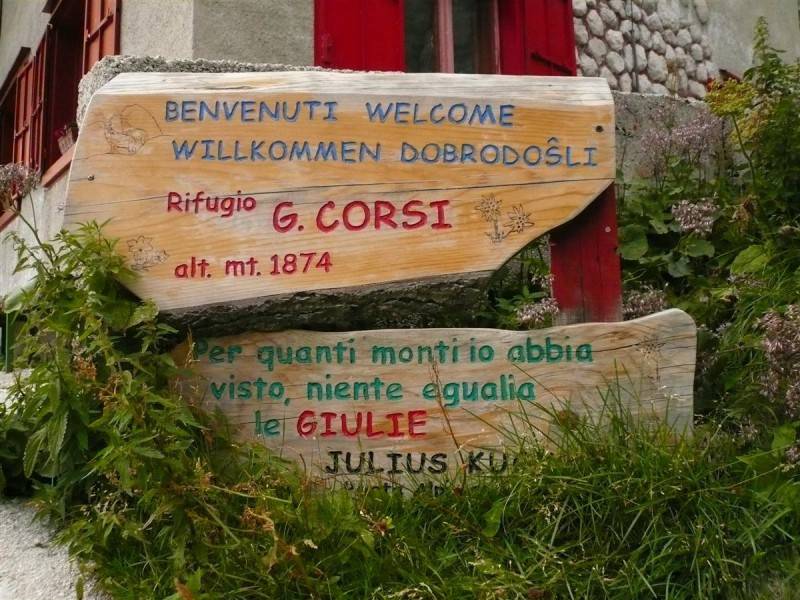 BENVENUTI WELCOME
WILLKOMMEN DOBRODOŠLI
Rifugio G. CORSI
alt. mt. 1874
Per quanti monti io abbia
visto, niente egualia
le GIULIE
JULIUS